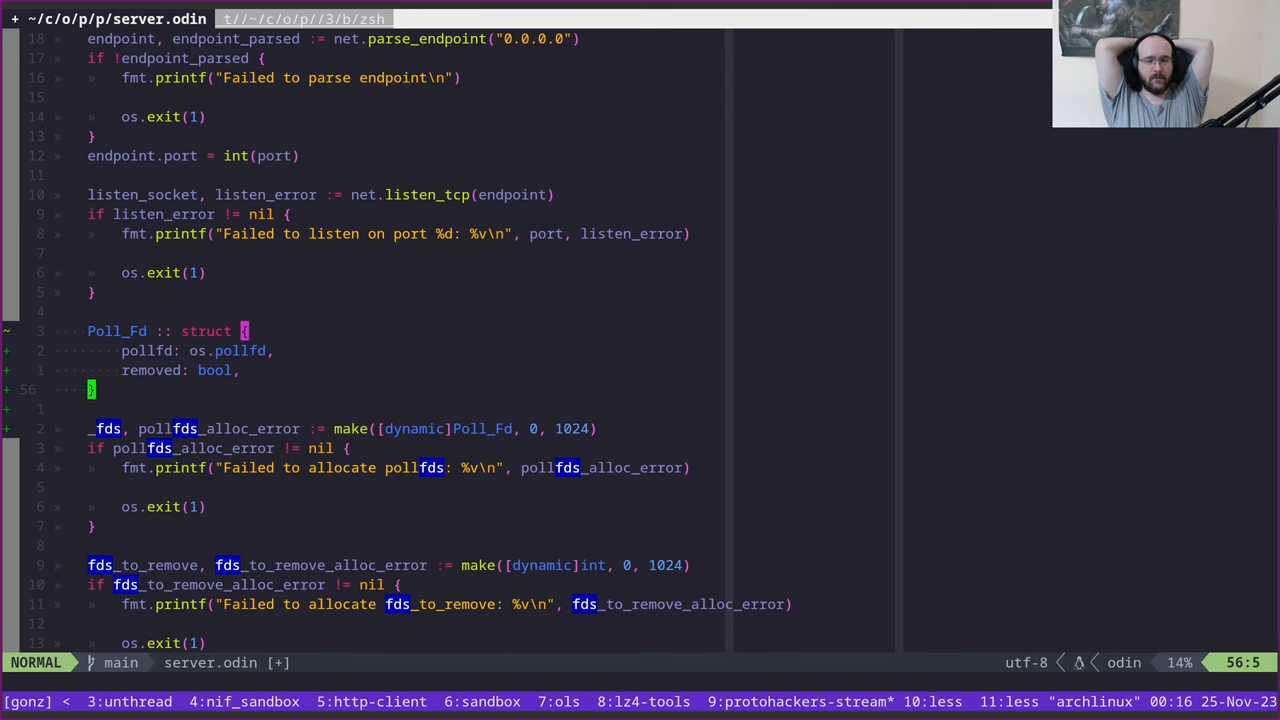 + ~/c/o/p/p/server.odin t//~/c/o/p//3/b/zsh
18 » endpoint, endpoint_parsed := net.parse_endpoint("0.0.0.0")
17 » if !endpoint_parsed {
16 » » fmt.printf("Failed to parse endpoint\n")
15
14 » » os.exit(1)
13 » }
12 » endpoint.port = int(port)
11
10 » listen_socket, listen_error := net.listen_tcp(endpoint)
9 » if listen_error != nil {
8 » » fmt.printf("Failed to listen on port %d: %v\n", port, listen_error)
7
6 » » os.exit(1)
5 » }
4
~ 3 ···· Poll_Fd :: struct {
+ 2 ········ pollfd: os.pollfd,
+ 1 ········ removed: bool,
+ 56 ···· }
+ 1
+ 2 » _fds, pollfds_alloc_error := make([dynamic]Poll_Fd, 0, 1024)
3 » if pollfds_alloc_error != nil {
4 » » fmt.printf("Failed to allocate pollfds: %v\n", pollfds_alloc_error)
5
6 » » os.exit(1)
7 » }
8
9 » fds_to_remove, fds_to_remove_alloc_error := make([dynamic]int, 0, 1024)
10 » if fds_to_remove_alloc_error != nil {
11 » » fmt.printf("Failed to allocate fds_to_remove: %v\n", fds_to_remove_alloc_error)
12
13 » » os.exit(1)
NORMAL main server.odin [+] utf-8 odin 14% 56:5
[gonz] < 3:unthread 4:nif_sandbox 5:http-client 6:sandbox 7:ols 8:lz4-tools 9:protohackers-stream* 10:less 11:less "archlinux" 00:16 25-Nov-23